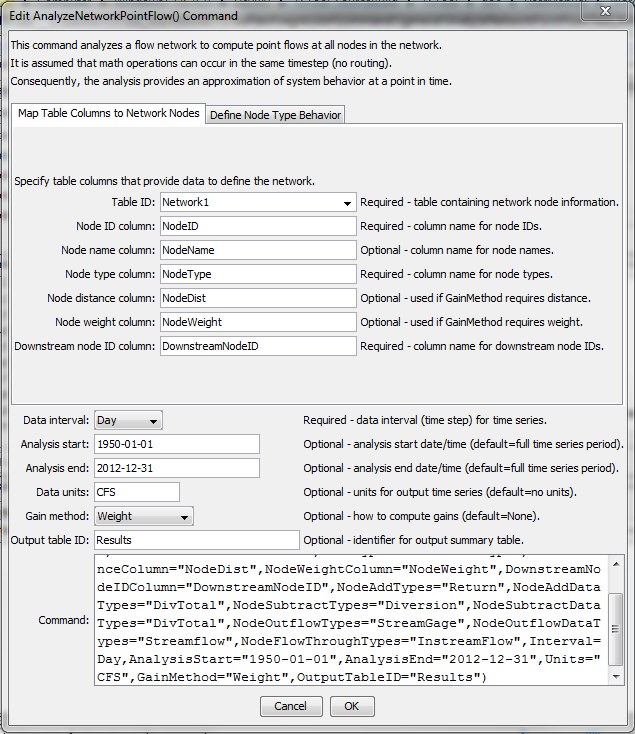 Edit AnalyzeNetworkPointFlow() Command
This command analyzes a flow network to compute point flows at all nodes in the network.
It is assumed that math operations can occur in the same timestep (no routing).
Consequently, the analysis provides an approximation of system behavior at a point in time.
Map Table Columns to Network Nodes Define Node Type Behavior
Specify table columns that provide data to define the network.
Table ID: Network1 Required - table containing network node information.
Node ID column: NodeID Required - column name for node IDs.
Node name column: NodeName Optional - column name for node names.
Node type column: NodeType Required - column name for node types.
Node distance column: NodeDist Optional - used if GainMethod requires distance.
Node weight column: NodeWeight Optional - used if GainMethod requires weight.
Downstream node ID column: DownstreamNodeID Required - column name for downstream node IDs.
Data interval: Day Required - data interval (time step) for time series.
Analysis start: 1950-01-01 Optional - analysis start date/time (default=full time series period).
Analysis end: 2012-12-31 Optional - analysis end date/time (default=full time series period).
Data units: CFS Optional - units for output time series (default=no units).
Gain method: Weight Optional - how to compute gains (default=None).
Output table ID: Results Optional - identifier for output summary table.
Command:
nceColumn="NodeDist",NodeWeightColumn="NodeWeight",DownstreamNo
deIDColumn="DownstreamNodeID",NodeAddTypes="Return",NodeAddData
Types="DivTotal",NodeSubtractTypes="Diversion",NodeSubtractData
Types="DivTotal",NodeOutflowTypes="StreamGage",NodeOutflowDataT
ypes="Streamflow",NodeFlowThroughTypes="InstreamFlow",Interval=
Day,AnalysisStart="1950-01-01",AnalysisEnd="2012-12-31",Units="
CFS",GainMethod="Weight",OutputTableID="Results")
Cancel OK